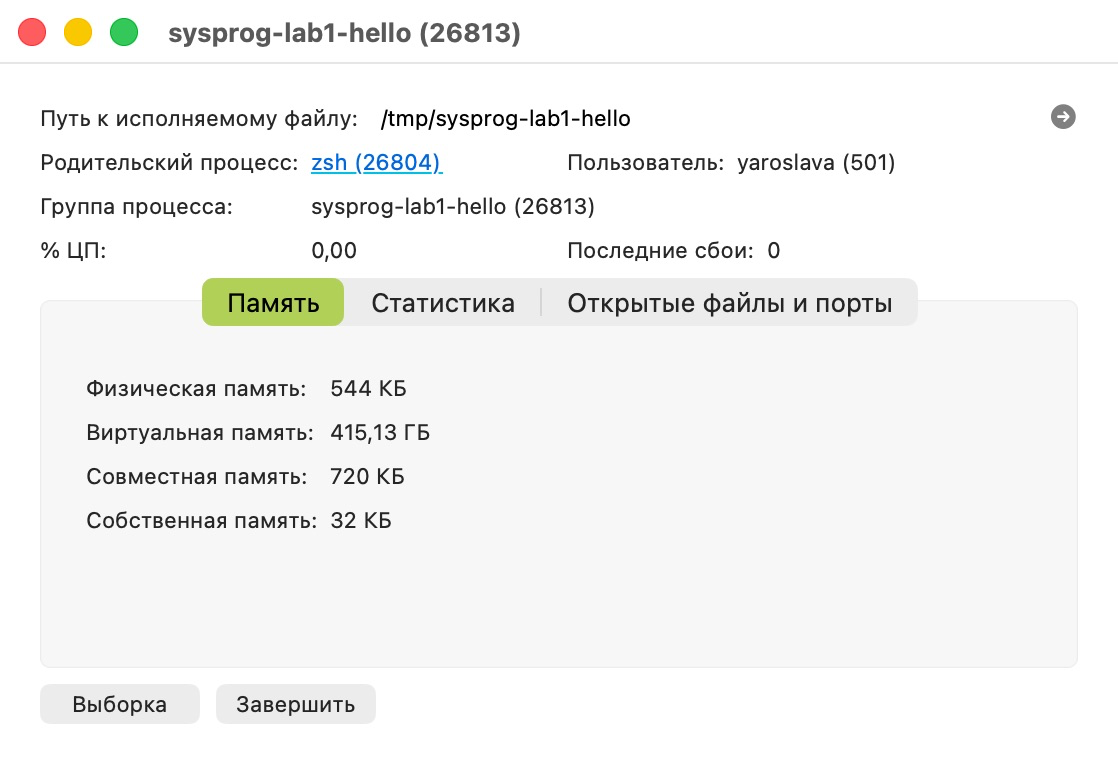 sysprog-lab1-hello (26813)
Путь к исполняемому файлу: /tmp/sysprog-lab1-hello
Родительский процесс: zsh (26804) Пользователь: yaroslava (501)
Группа процесса: sysprog-lab1-hello (26813)
% ЦП: 0,00 Последние сбои: 0
Память Статистика Открытые файлы и порты
Физическая память: 544 КБ
Виртуальная память: 415,13 ГБ
Совместная память: 720 КБ
Собственная память: 32 КБ
Выборка Завершить